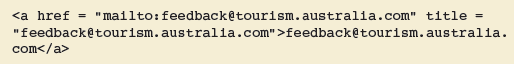 <a href = "mailto:feedback@tourism.australia.com" title =
"feedback@tourism.australia.com">feedback@tourism.australia.
com</a>